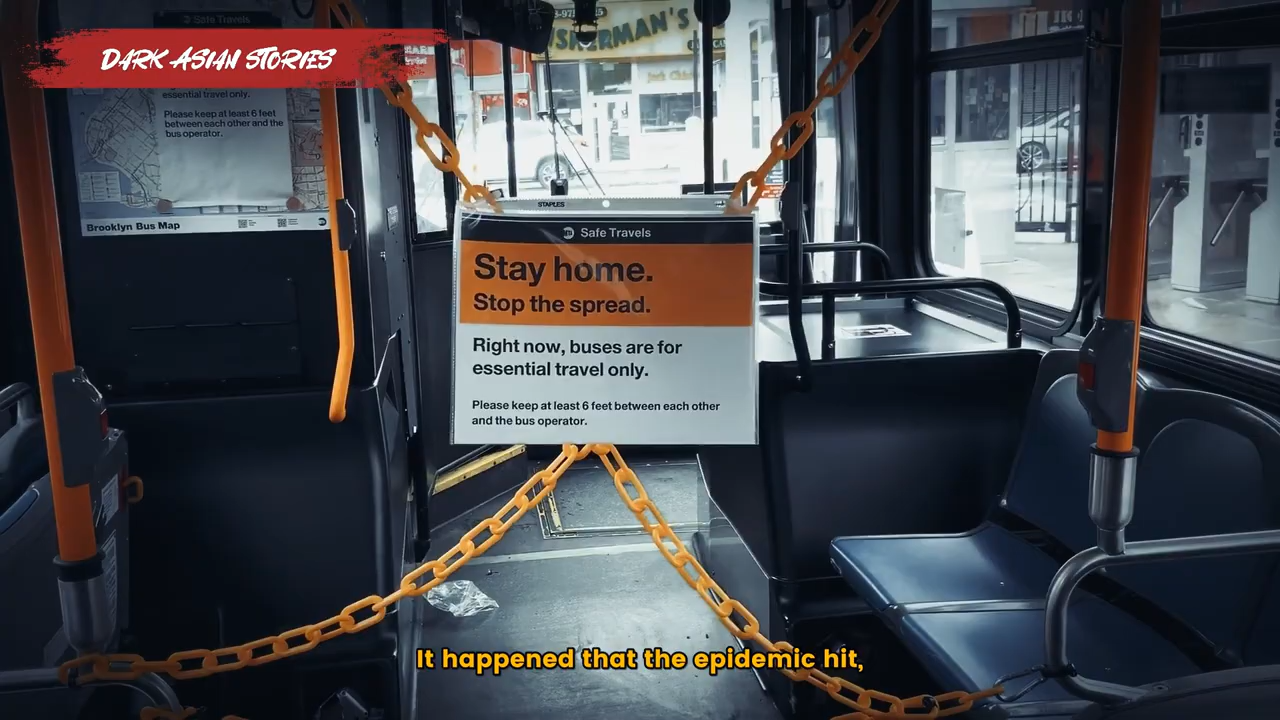 Safe Travels
DARK ASIAN STORIES
essential travel only.
Please keep at least 6 feet
between each other and the
bus operator.
Brooklyn Bus Map
STAPLES
Safe Travels
Stay home.
Stop the spread.
Right now, buses are for
essential travel only.
Please keep at least 6 feet between each other
and the bus operator.
It happened that the epidemic hit,